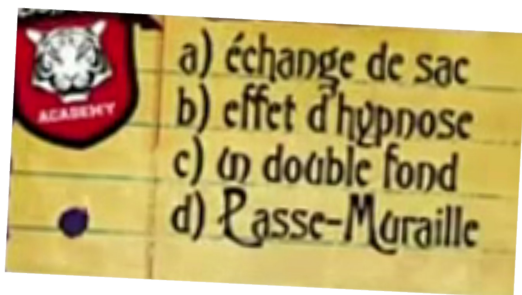 ACADEMY
a) échange de sac
b) effet d'hypnose
c) un double fond
d) Passe-Muraille